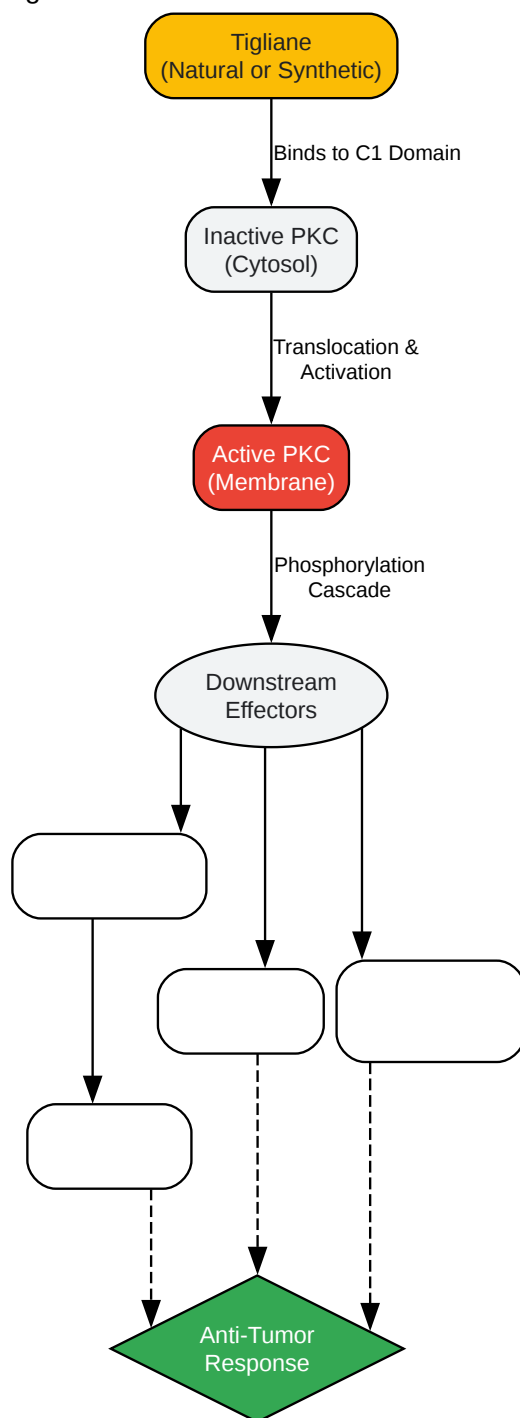 Tigliane
(Natural or Synthetic)
Binds to C1 Domain
Inactive PKC
(Cytosol)
Translocation &
Activation
Active PKC
(Membrane)
Phosphorylation
Cascade
Downstream
Effectors
Anti-Tumor
Response